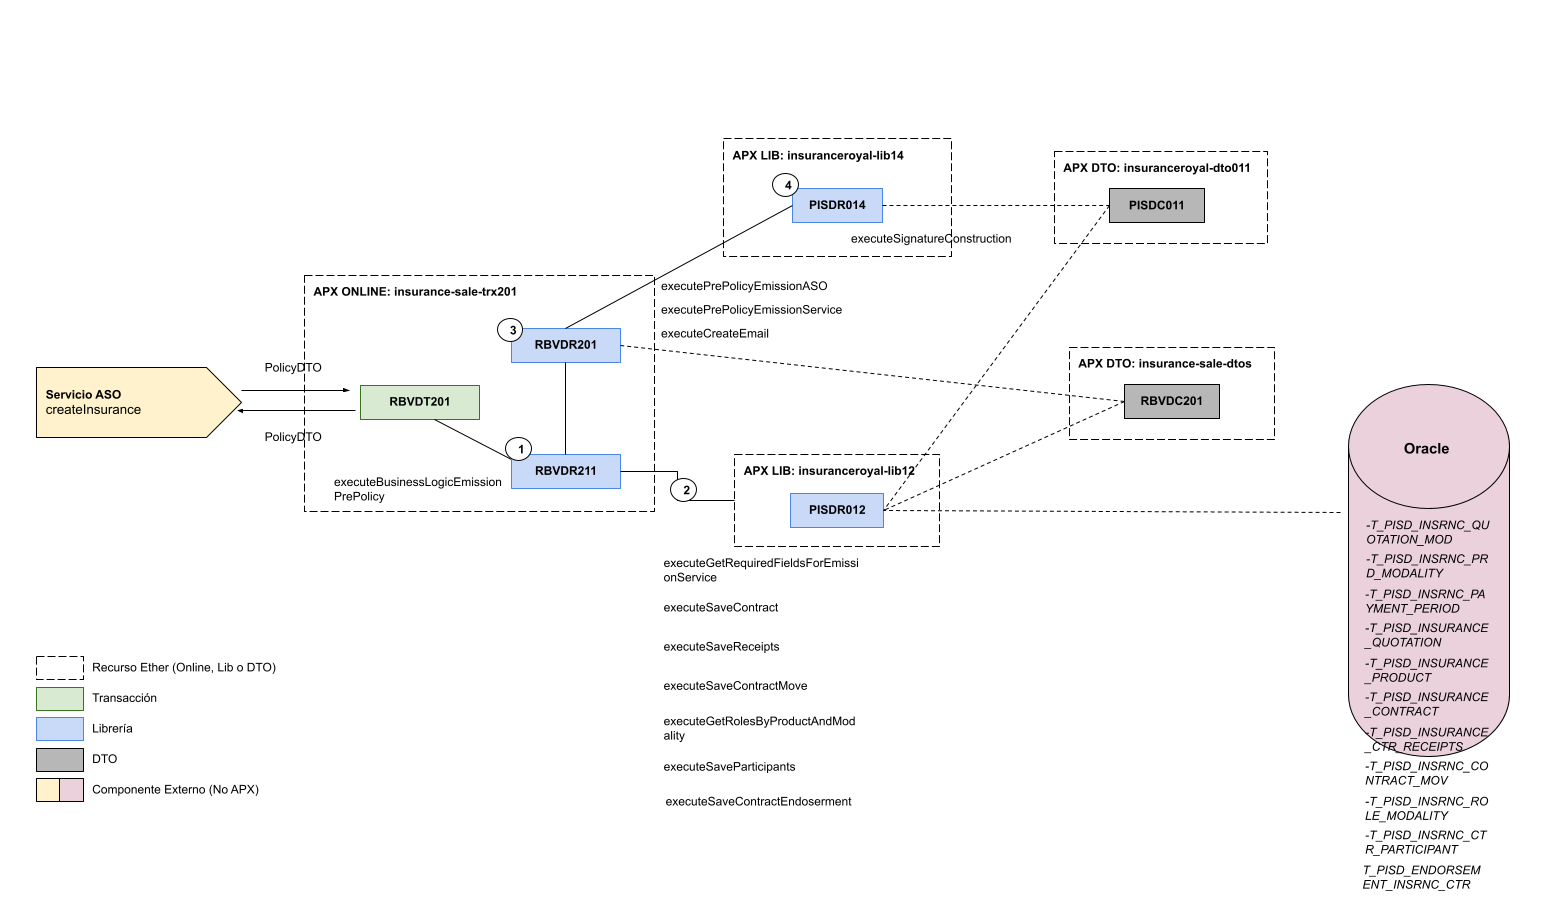 APX LIB: insuranceroyal-lib14
4
PISDR014
executeSignatureConstruction
APX DTO: insuranceroyal-dto011
PISDC011
APX ONLINE: insurance-sale-trx201
executePrePolicyEmissionASO
executePrePolicyEmissionService
executeCreateEmail
3
RBVDR201
APX DTO: insurance-sale-dtos
RBVDC201
PolicyDTO
Servicio ASO
createInsurance
RBVDT201
PolicyDTO
1
RBVDR211
executeBusinessLogicEmission
PrePolicy
2
APX LIB: insuranceroyal-lib12
PISDR012
executeGetRequiredFieldsForEmissi
onService
executeSaveContract
executeSaveReceipts
executeSaveContractMove
executeGetRolesByProductAndMod
ality
executeSaveParticipants
executeSaveContractEndoserment
Oracle
-T_PISD_INSRNC_QU
OTATION_MOD
-T_PISD_INSRNC_PR
D_MODALITY
-T_PISD_INSRNC_PA
YMENT_PERIOD
-T_PISD_INSURANCE
_QUOTATION
-T_PISD_INSURANCE
_PRODUCT
-T_PISD_INSURANCE
_CONTRACT
-T_PISD_INSURANCE
_CTR_RECEIPTS
-T_PISD_INSRNC_CO
NTRACT_MOV
-T_PISD_INSRNC_RO
LE_MODALITY
-T_PISD_INSRNC_CT
R_PARTICIPANT
T_PISD_ENDORSEM
ENT_INSRNC_CTR
Recurso Ether (Online, Lib o DTO)
Transacción
Librería
DTO
Componente Externo (No APX)